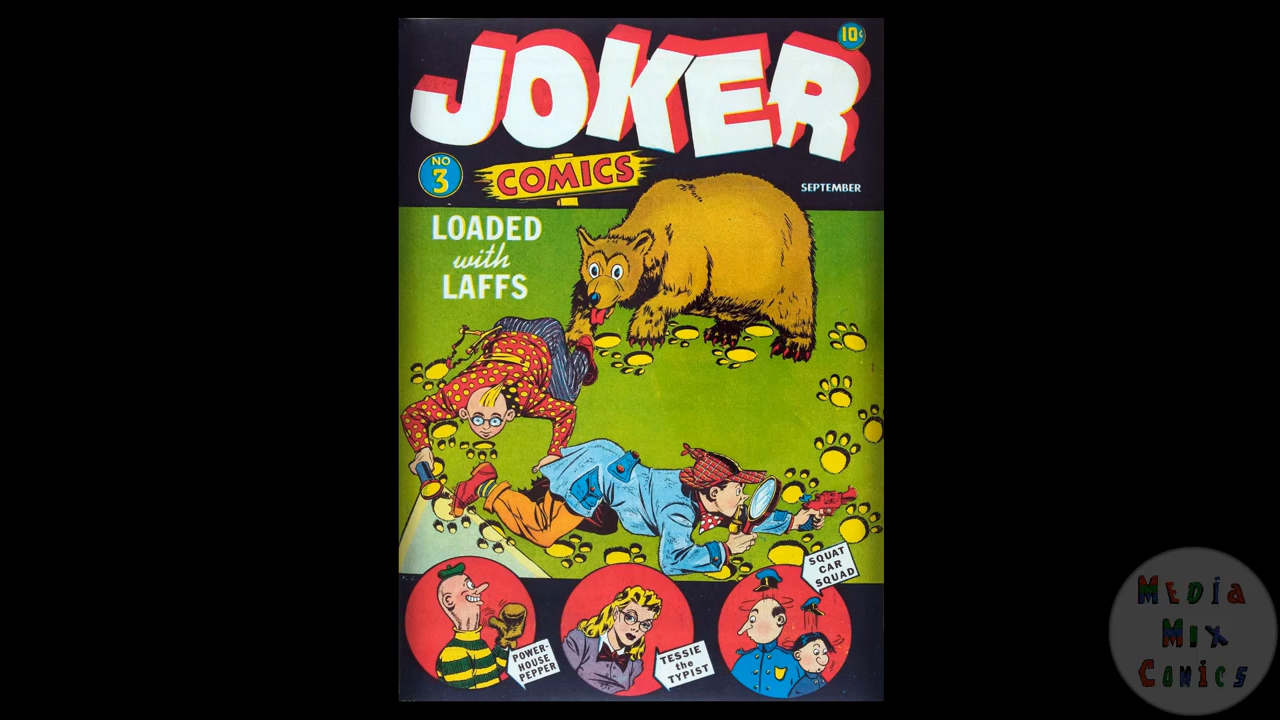 10¢
JOKER
NO
3
COMICS
SEPTEMBER
LOADED
with
LAFFS
SQUAT
CAR
SQUAD
POWER-
HOUSE
PEPPER
TESSIE
the
TYPIST
MEDiA
MiX
COMiCS